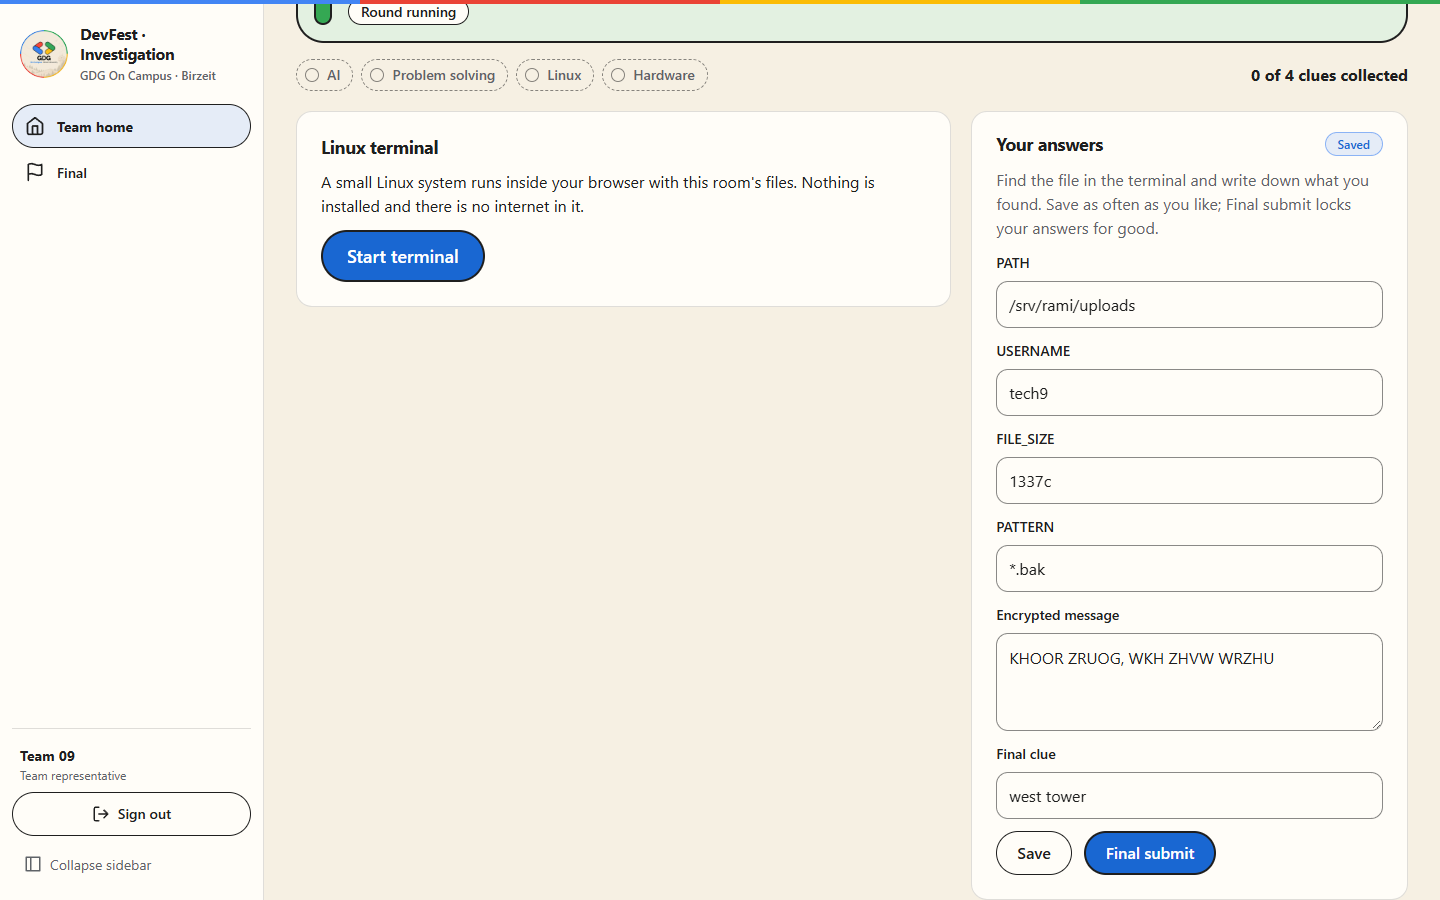 DevFest ·
Investigation
GDG On Campus · Birzeit
GDG
Team home
Final
Team 09
Team representative
Sign out
Collapse sidebar
Round running
AI
Problem solving
Linux
Hardware
0 of 4 clues collected
Linux terminal
A small Linux system runs inside your browser with this room's files. Nothing is
installed and there is no internet in it.
Start terminal
Your answers
Saved
Find the file in the terminal and write down what you
found. Save as often as you like; Final submit locks
your answers for good.
PATH
/srv/rami/uploads
USERNAME
tech9
FILE_SIZE
1337c
PATTERN
*.bak
Encrypted message
KHOOR ZRUOG, WKH ZHVW WRZHU
Final clue
west tower
Save
Final submit